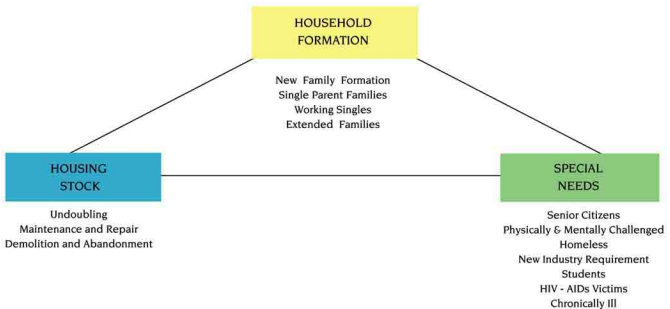 HOUSEHOLD
FORMATION
New Family Formation
Single Parent Families
Working Singles
Extended Families
HOUSING
STOCK
Undoubling
Maintenance and Repair
Demolition and Abandonment
SPECIAL
NEEDS
Senior Citizens
Physically & Mentally Challenged
Homeless
New Industry Requirement
Students
HIV - AIDs Victims
Chronically Ill